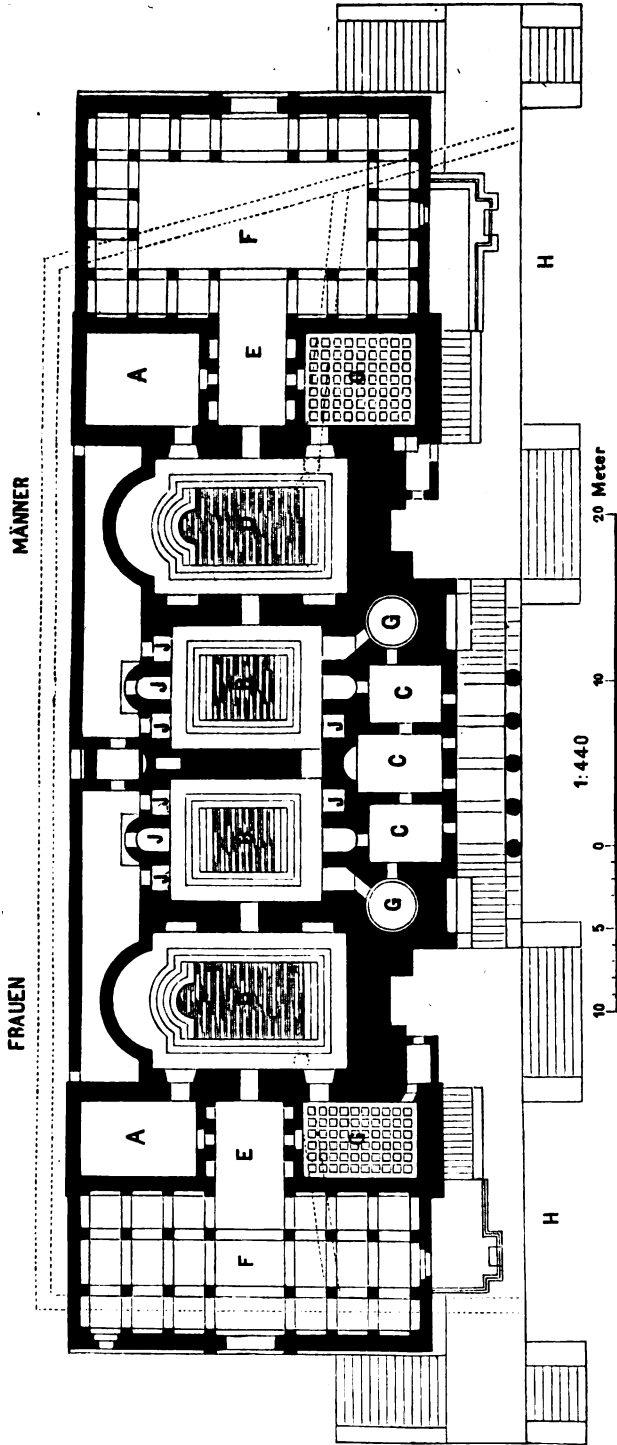 FRAUEN MÄNNER
A A
J J J J J J
F E D B B D E F
J J
G G
G C C C G
H H
1:440
10 5 0 10 20 Meter